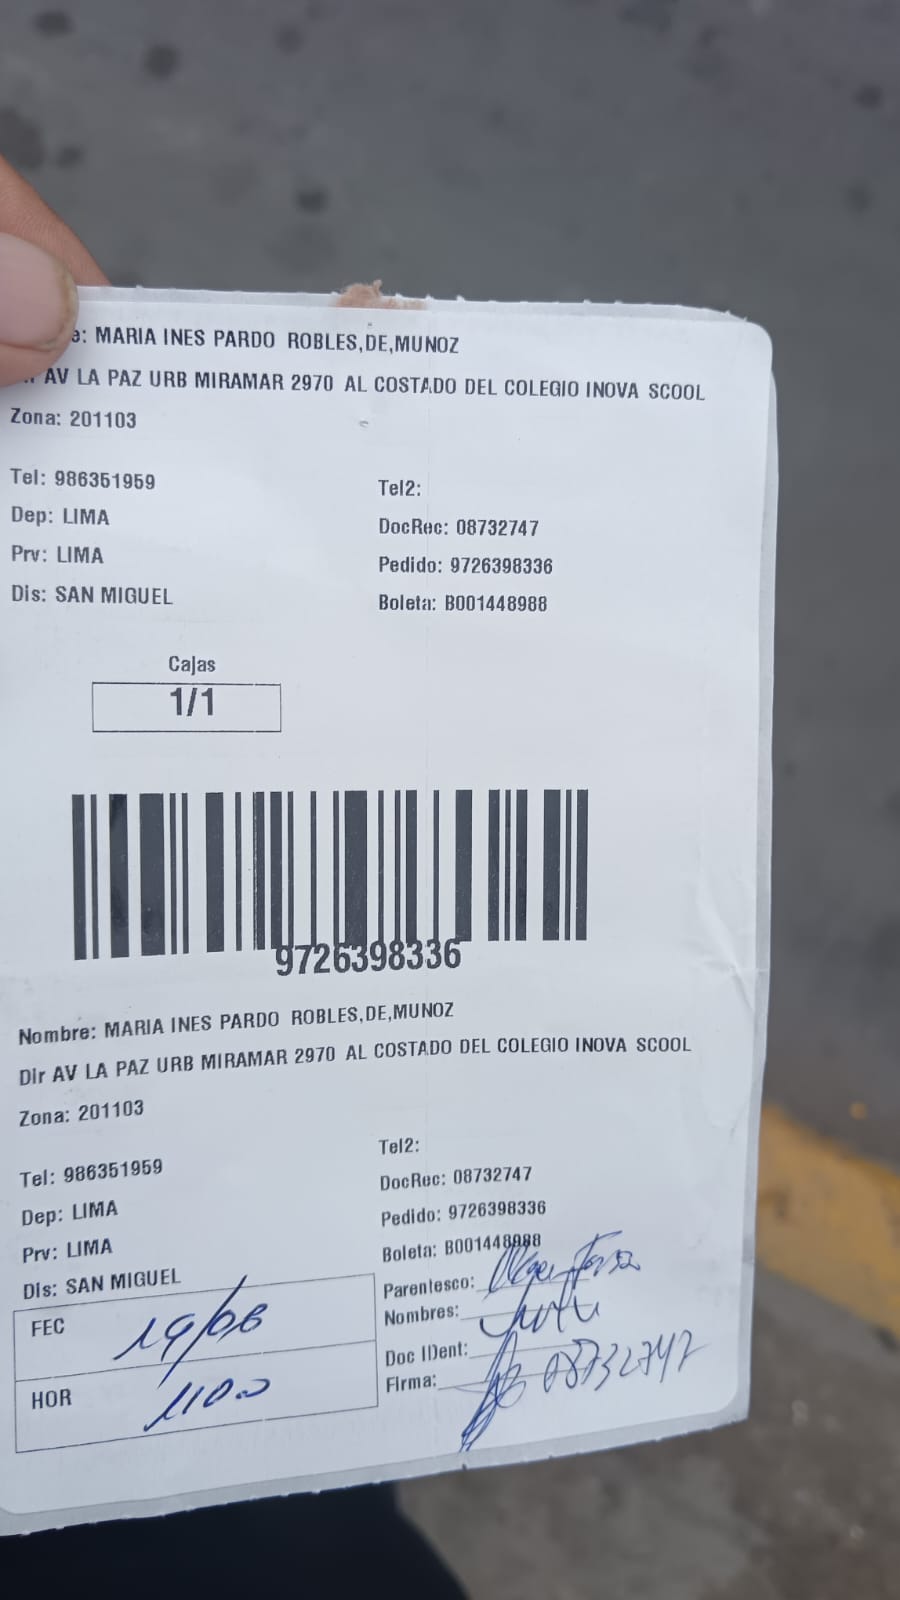 e: MARIA INES PARDO ROBLES,DE,MUNOZ
AV LA PAZ URB MIRAMAR 2970 AL COSTADO DEL COLEGIO INOVA SCOOL
Zona: 201103
Tel: 986351959
Tel2:
Dep: LIMA
DocRec: 08732747
Prv: LIMA
Pedido: 9726398336
Dis: SAN MIGUEL
Boleta: B001448988
Cajas
1/1
9726398336
Nombre: MARIA INES PARDO ROBLES,DE,MUNOZ
Dir AV LA PAZ URB MIRAMAR 2970 AL COSTADO DEL COLEGIO INOVA SCOOL
Zona: 201103
Tel2:
Tel: 986351959
DocRec: 08732747
Dep: LIMA
Pedido: 9726398336
Prv: LIMA
Boleta: B001448988
Dis: SAN MIGUEL
Parentesco:
Nombres:
FEC 19/06
Doc IDent:
Firma: 08732747
HOR 1100